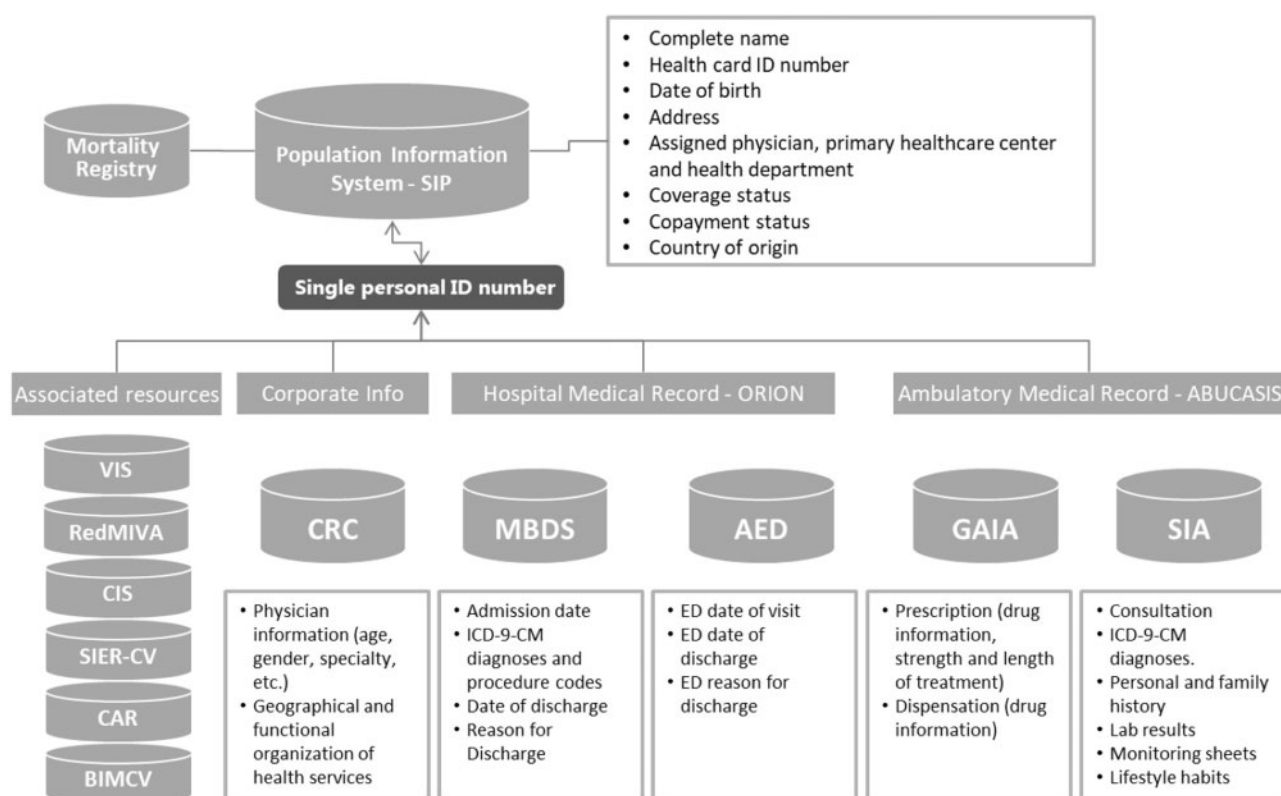 • Complete name
• Health card ID number
• Date of birth
• Address
• Assigned physician, primary healthcare center
and health department
• Coverage status
• Copayment status
• Country of origin
Mortality
Registry
Population Information
System - SIP
Single personal ID number
Associated resources
Corporate Info
Hospital Medical Record - ORION
Ambulatory Medical Record - ABUCASIS
VIS
RedMIVA
CIS
SIER-CV
CAR
BIMCV
CRC
• Physician
information (age,
gender, specialty,
etc.)
• Geographical and
functional
organization of
health services
MBDS
• Admission date
• ICD-9-CM
diagnoses and
procedure codes
• Date of discharge
• Reason for
Discharge
AED
• ED date of visit
• ED date of
discharge
• ED reason for
discharge
GAIA
• Prescription (drug
information,
strength and length
of treatment)
• Dispensation (drug
information)
SIA
• Consultation
• ICD-9-CM
diagnoses.
• Personal and family
history
• Lab results
• Monitoring sheets
• Lifestyle habits